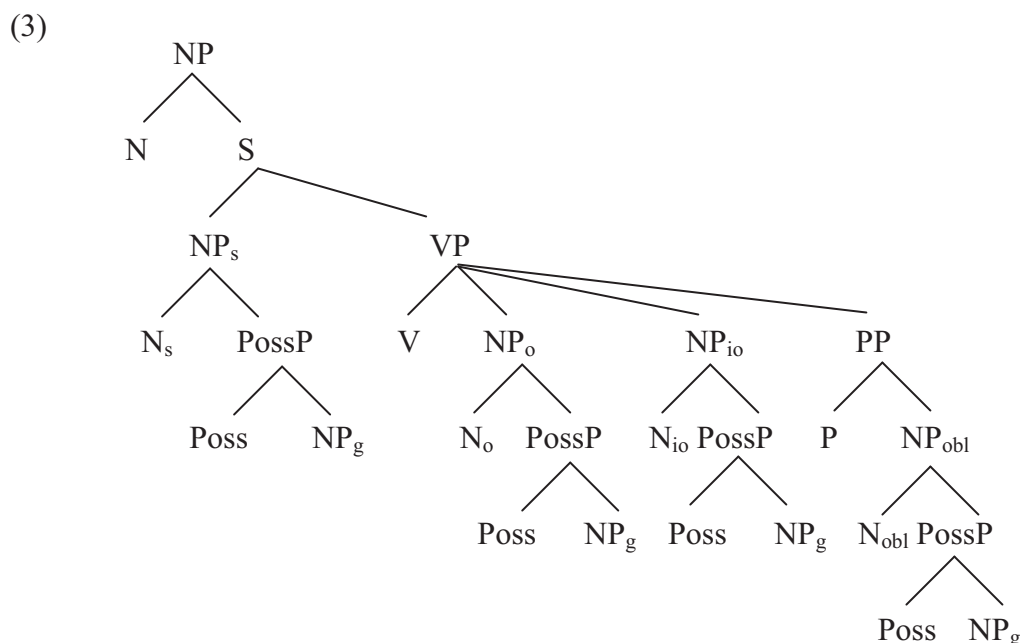 (3)
NP
N S
NPs VP
Ns PossP V NPo NPio PP
Poss NPg No PossP Nio PossP P NPobl
Poss NPg Poss NPg Nobl PossP
Poss NPg